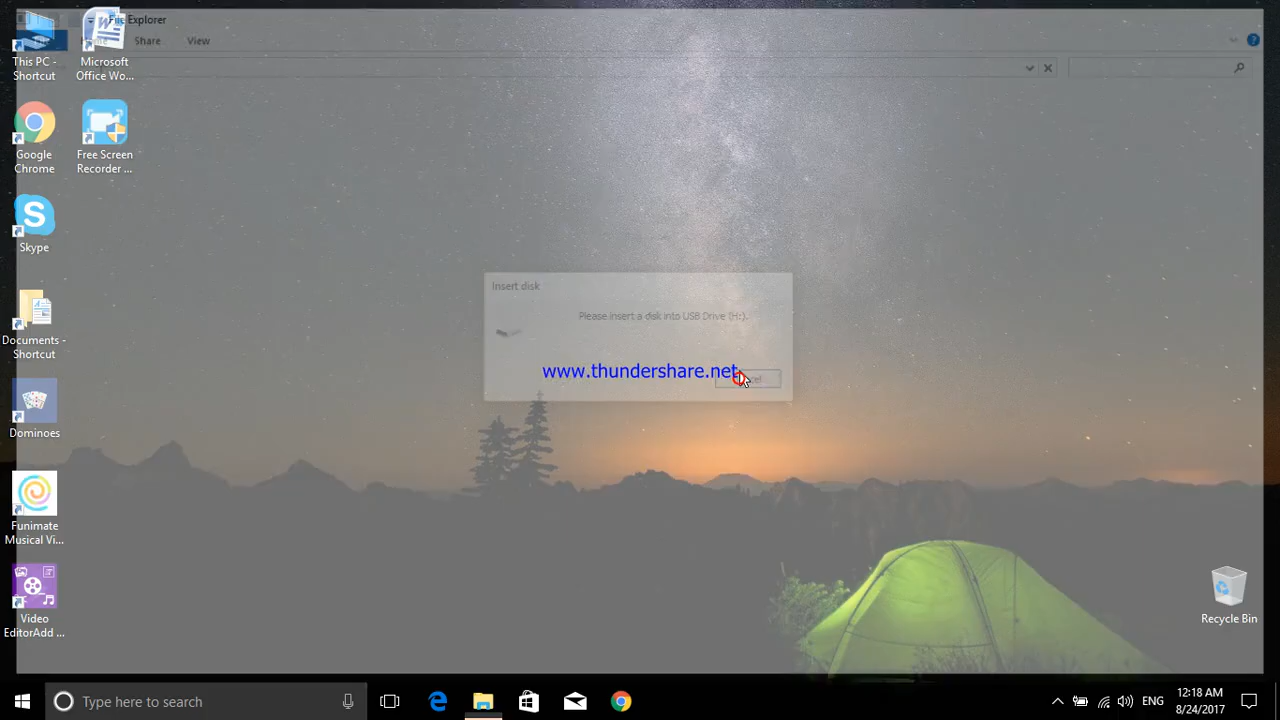 File Explorer
Share
View
This PC -
Shortcut
Microsoft
Office Wo...
Google
Chrome
Free Screen
Recorder ...
Skype
Documents -
Shortcut
Dominoes
Funimate
Musical Vi...
Video
EditorAdd ...
Insert disk
Please insert a disk into USB Drive (H:).
www.thundershare.net
Recycle Bin
Type here to search
ENG
12:18 AM
8/24/2017